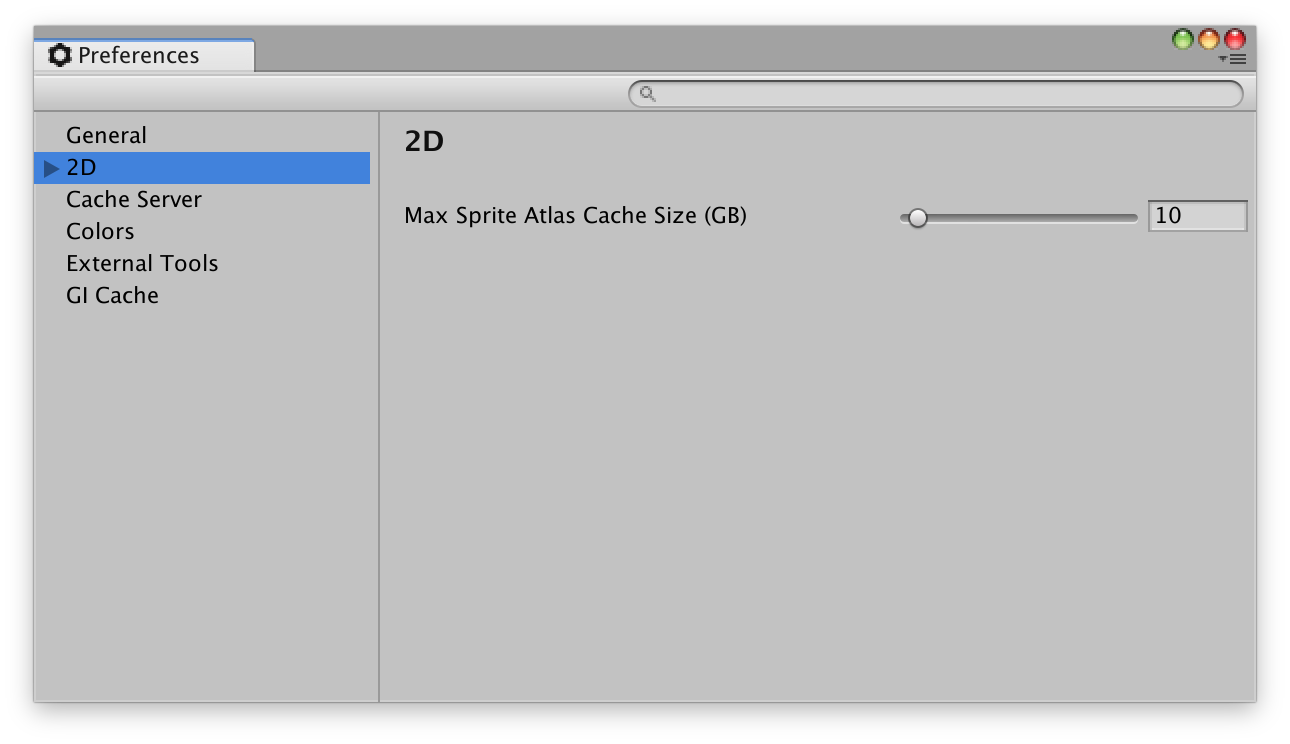 Preferences
General
2D
Cache Server
Colors
External Tools
GI Cache
2D
Max Sprite Atlas Cache Size (GB)
10